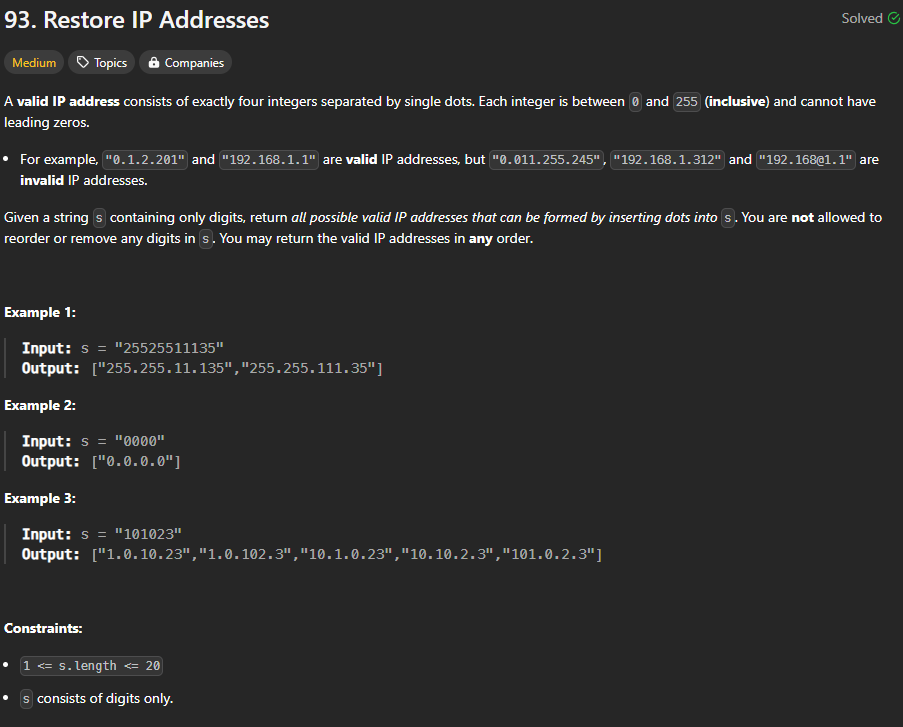 93. Restore IP Addresses
Solved
Medium
Topics
Companies
A valid IP address consists of exactly four integers separated by single dots. Each integer is between 0 and 255 (inclusive) and cannot have
leading zeros.
• For example, "0.1.2.201" and "192.168.1.1" are valid IP addresses, but "0.011.255.245", "192.168.1.312" and "192.168@1.1" are
invalid IP addresses.
Given a string s containing only digits, return all possible valid IP addresses that can be formed by inserting dots into s. You are not allowed to
reorder or remove any digits in s. You may return the valid IP addresses in any order.
Example 1:
Input: s = "25525511135"
Output: ["255.255.11.135","255.255.111.35"]
Example 2:
Input: s = "0000"
Output: ["0.0.0.0"]
Example 3:
Input: s = "101023"
Output: ["1.0.10.23","1.0.102.3","10.1.0.23","10.10.2.3","101.0.2.3"]
Constraints:
• 1 <= s.length <= 20
• s consists of digits only.